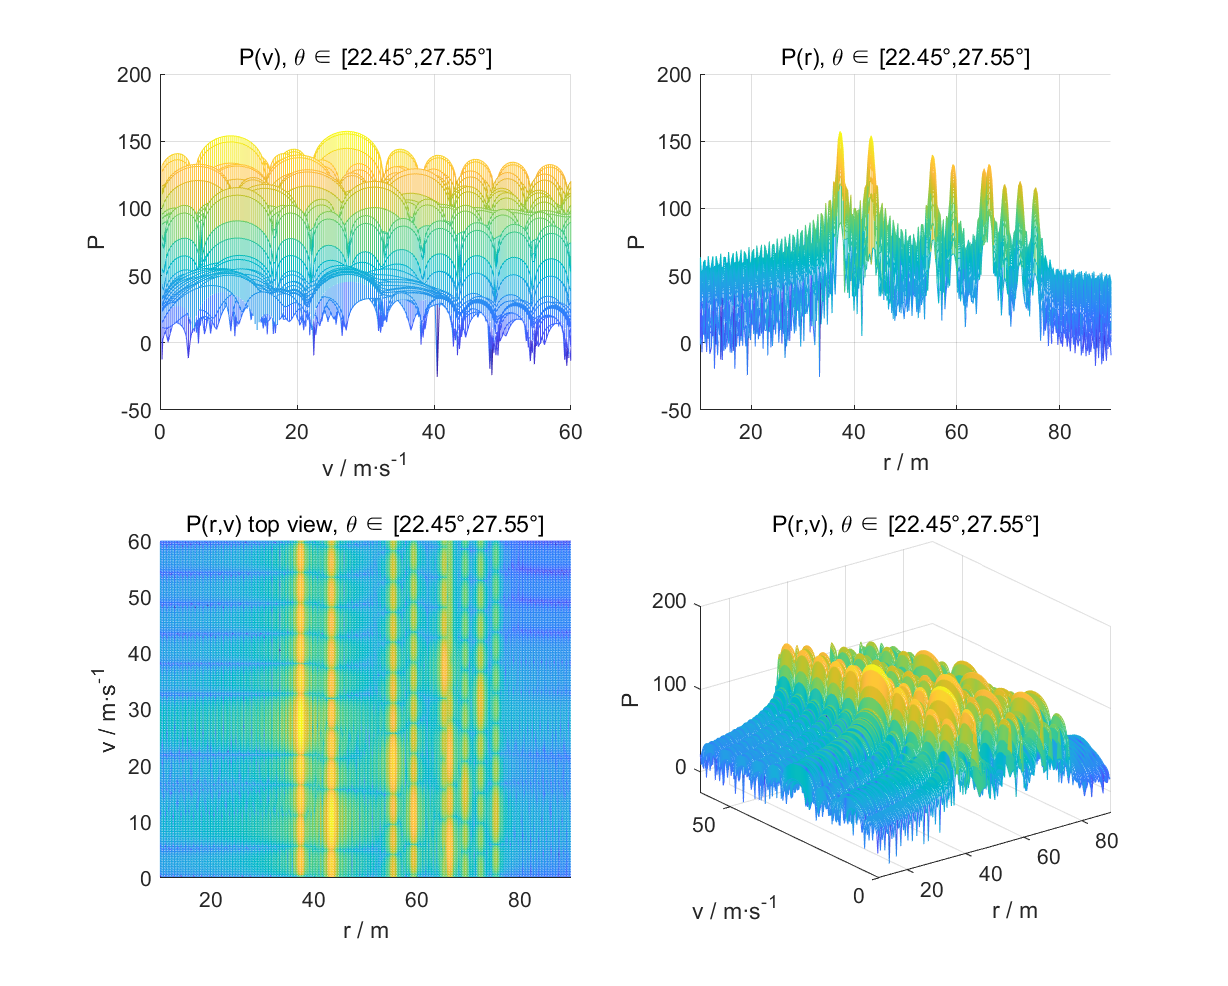 P(v), θ ∈ [22.45°,27.55°]
200
150
100
50
0
-50
P
0 20 40 60
v / m·s⁻¹
P(r), θ ∈ [22.45°,27.55°]
200
150
100
50
0
-50
P
20 40 60 80
r / m
P(r,v) top view, θ ∈ [22.45°,27.55°]
60
50
40
30
20
10
0
v / m·s⁻¹
20 40 60 80
r / m
P(r,v), θ ∈ [22.45°,27.55°]
200
100
0
P
50
0
v / m·s⁻¹
20 40 60 80
r / m